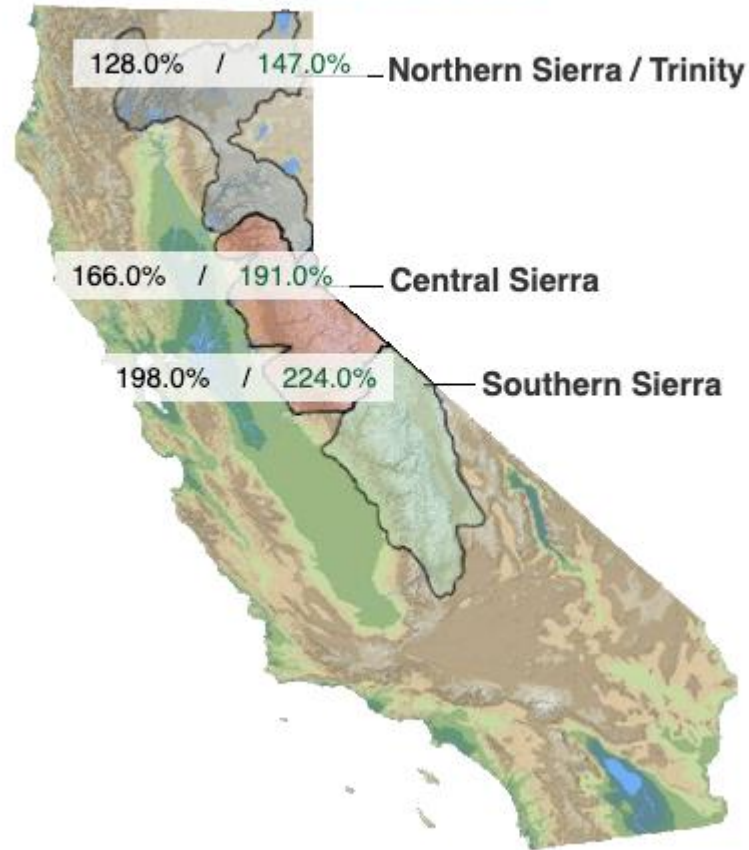 128.0% / 147.0% Northern Sierra / Trinity
166.0% / 191.0% Central Sierra
198.0% / 224.0% Southern Sierra